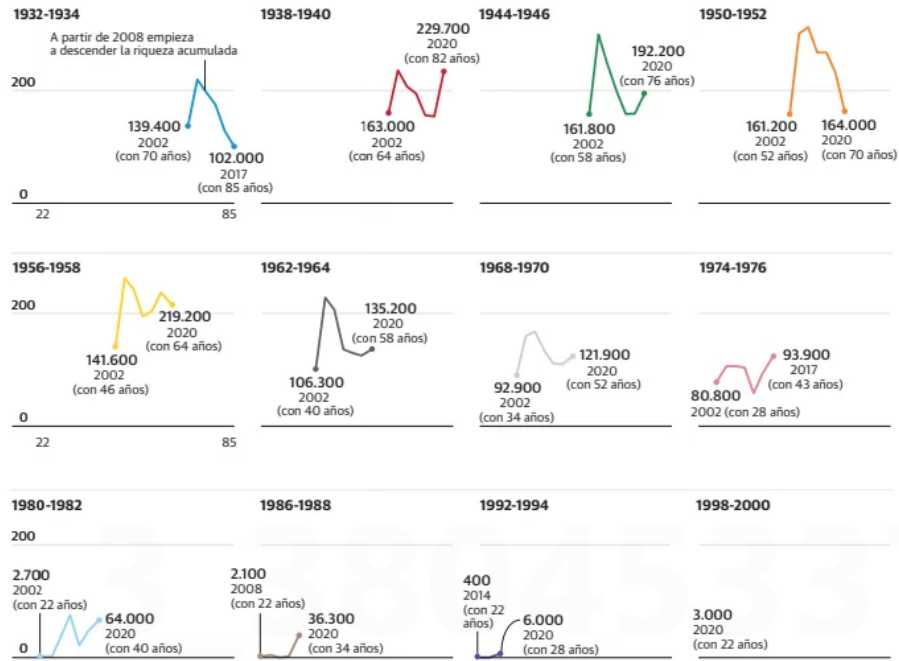 1932-1934
A partir de 2008 empieza
a descender la riqueza acumulada
200
139.400
2002
(con 70 años)
102.000
2017
(con 85 años)
0
22
85
1938-1940
229.700
2020
(con 82 años)
163.000
2002
(con 64 años)
1944-1946
192.200
2020
(con 76 años)
161.800
2002
(con 58 años)
1950-1952
161.200
2002
(con 52 años)
164.000
2020
(con 70 años)
1956-1958
200
219.200
2020
(con 64 años)
141.600
2002
(con 46 años)
0
22
85
1962-1964
135.200
2020
(con 58 años)
106.300
2002
(con 40 años)
1968-1970
121.900
2020
(con 52 años)
92.900
2002
(con 34 años)
1974-1976
93.900
2017
(con 43 años)
80.800
2002 (con 28 años)
1980-1982
200
2.700
2002
(con 22 años)
64.000
2020
(con 40 años)
0
1986-1988
2.100
2008
(con 22 años)
36.300
2020
(con 34 años)
1992-1994
400
2014
(con 22
años)
6.000
2020
(con 28 años)
1998-2000
3.000
2020
(con 22 años)